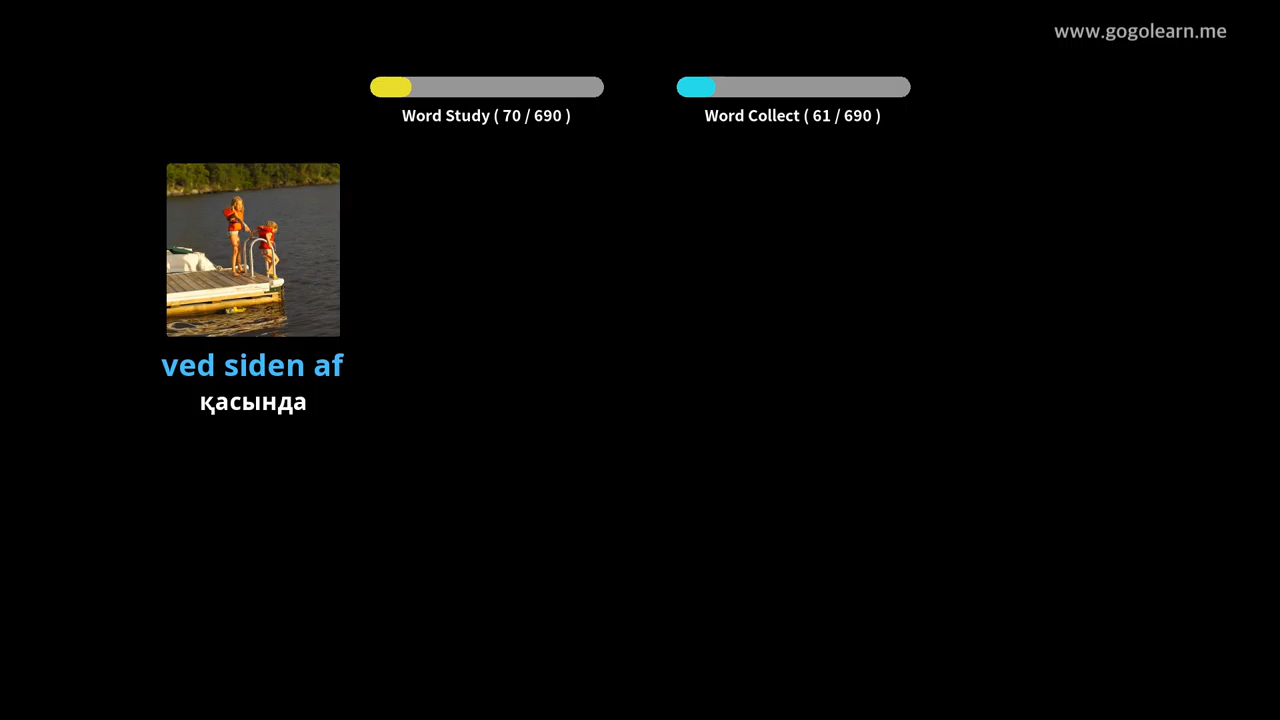 www.gogolearn.me
Word Study ( 70 / 690 )
Word Collect ( 61 / 690 )
ved siden af
қасында